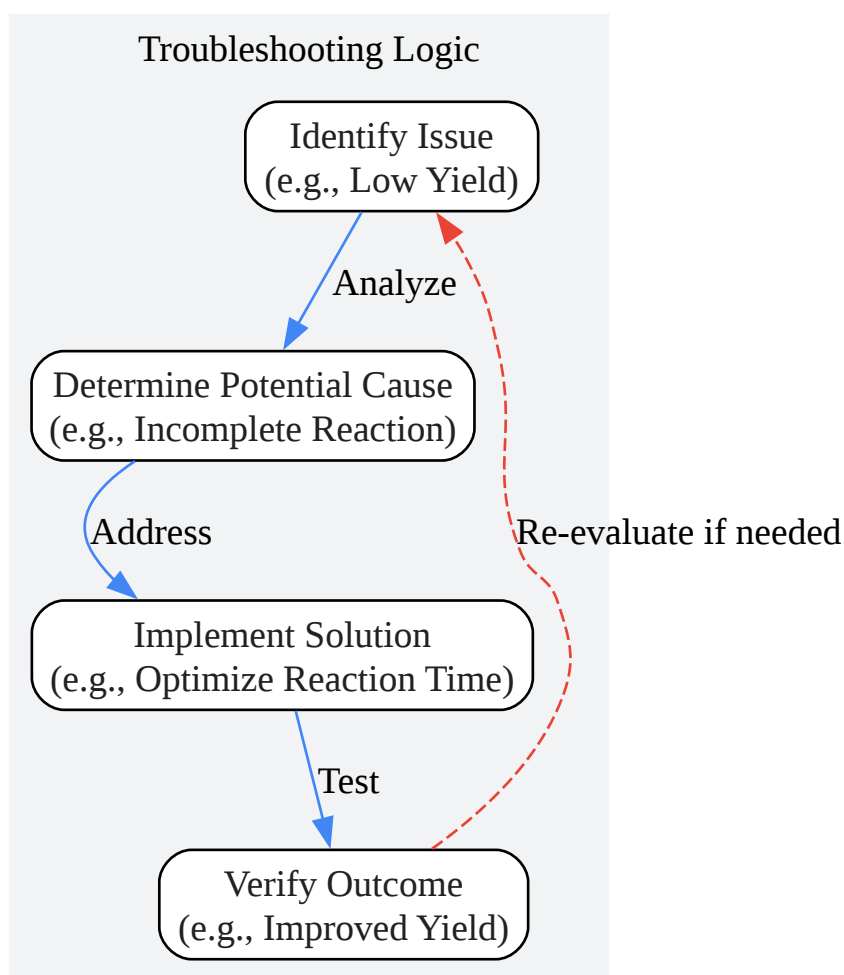 Troubleshooting Logic
Identify Issue
(e.g., Low Yield)
Analyze
Determine Potential Cause
(e.g., Incomplete Reaction)
Address
Re-evaluate if needed
Implement Solution
(e.g., Optimize Reaction Time)
Test
Verify Outcome
(e.g., Improved Yield)